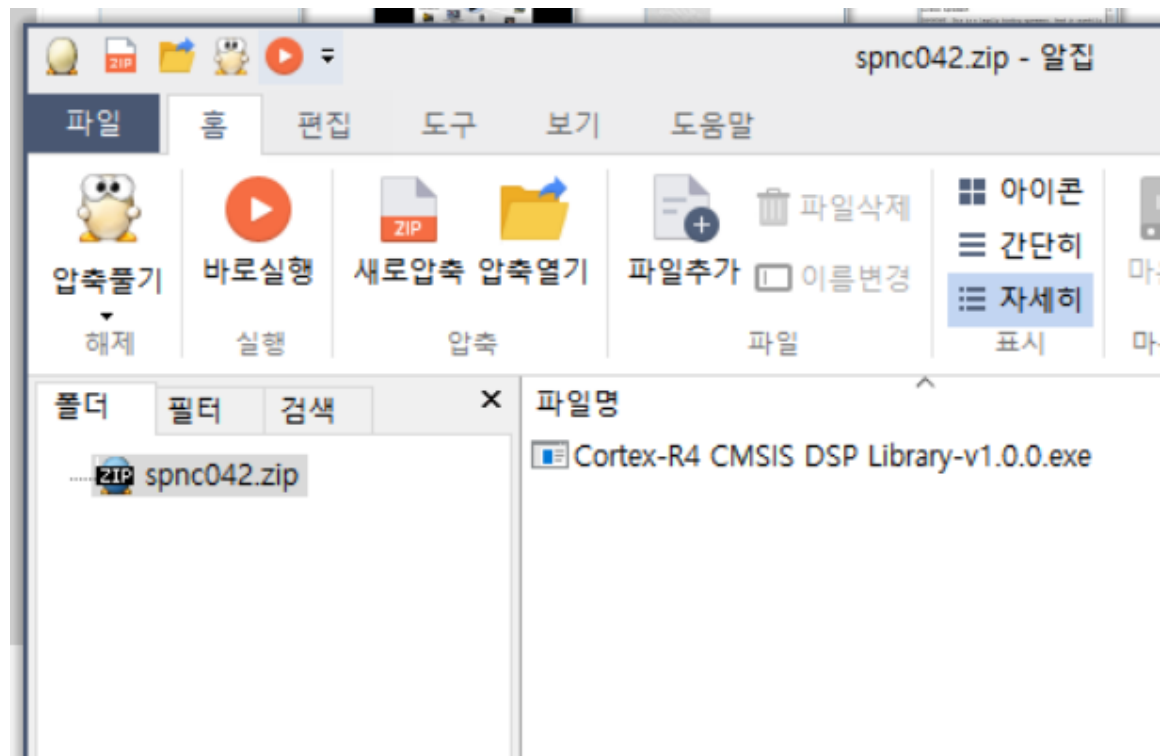 spnc042.zip - 알집
파일 홈 편집 도구 보기 도움말
압축풀기 바로실행 새로압축 압축열기 파일추가 파일삭제 이름변경 아이콘 간단히 자세히
해제 실행 압축 파일 표시
폴더 필터 검색 × 파일명
ZIP spnc042.zip
Cortex-R4 CMSIS DSP Library-v1.0.0.exe